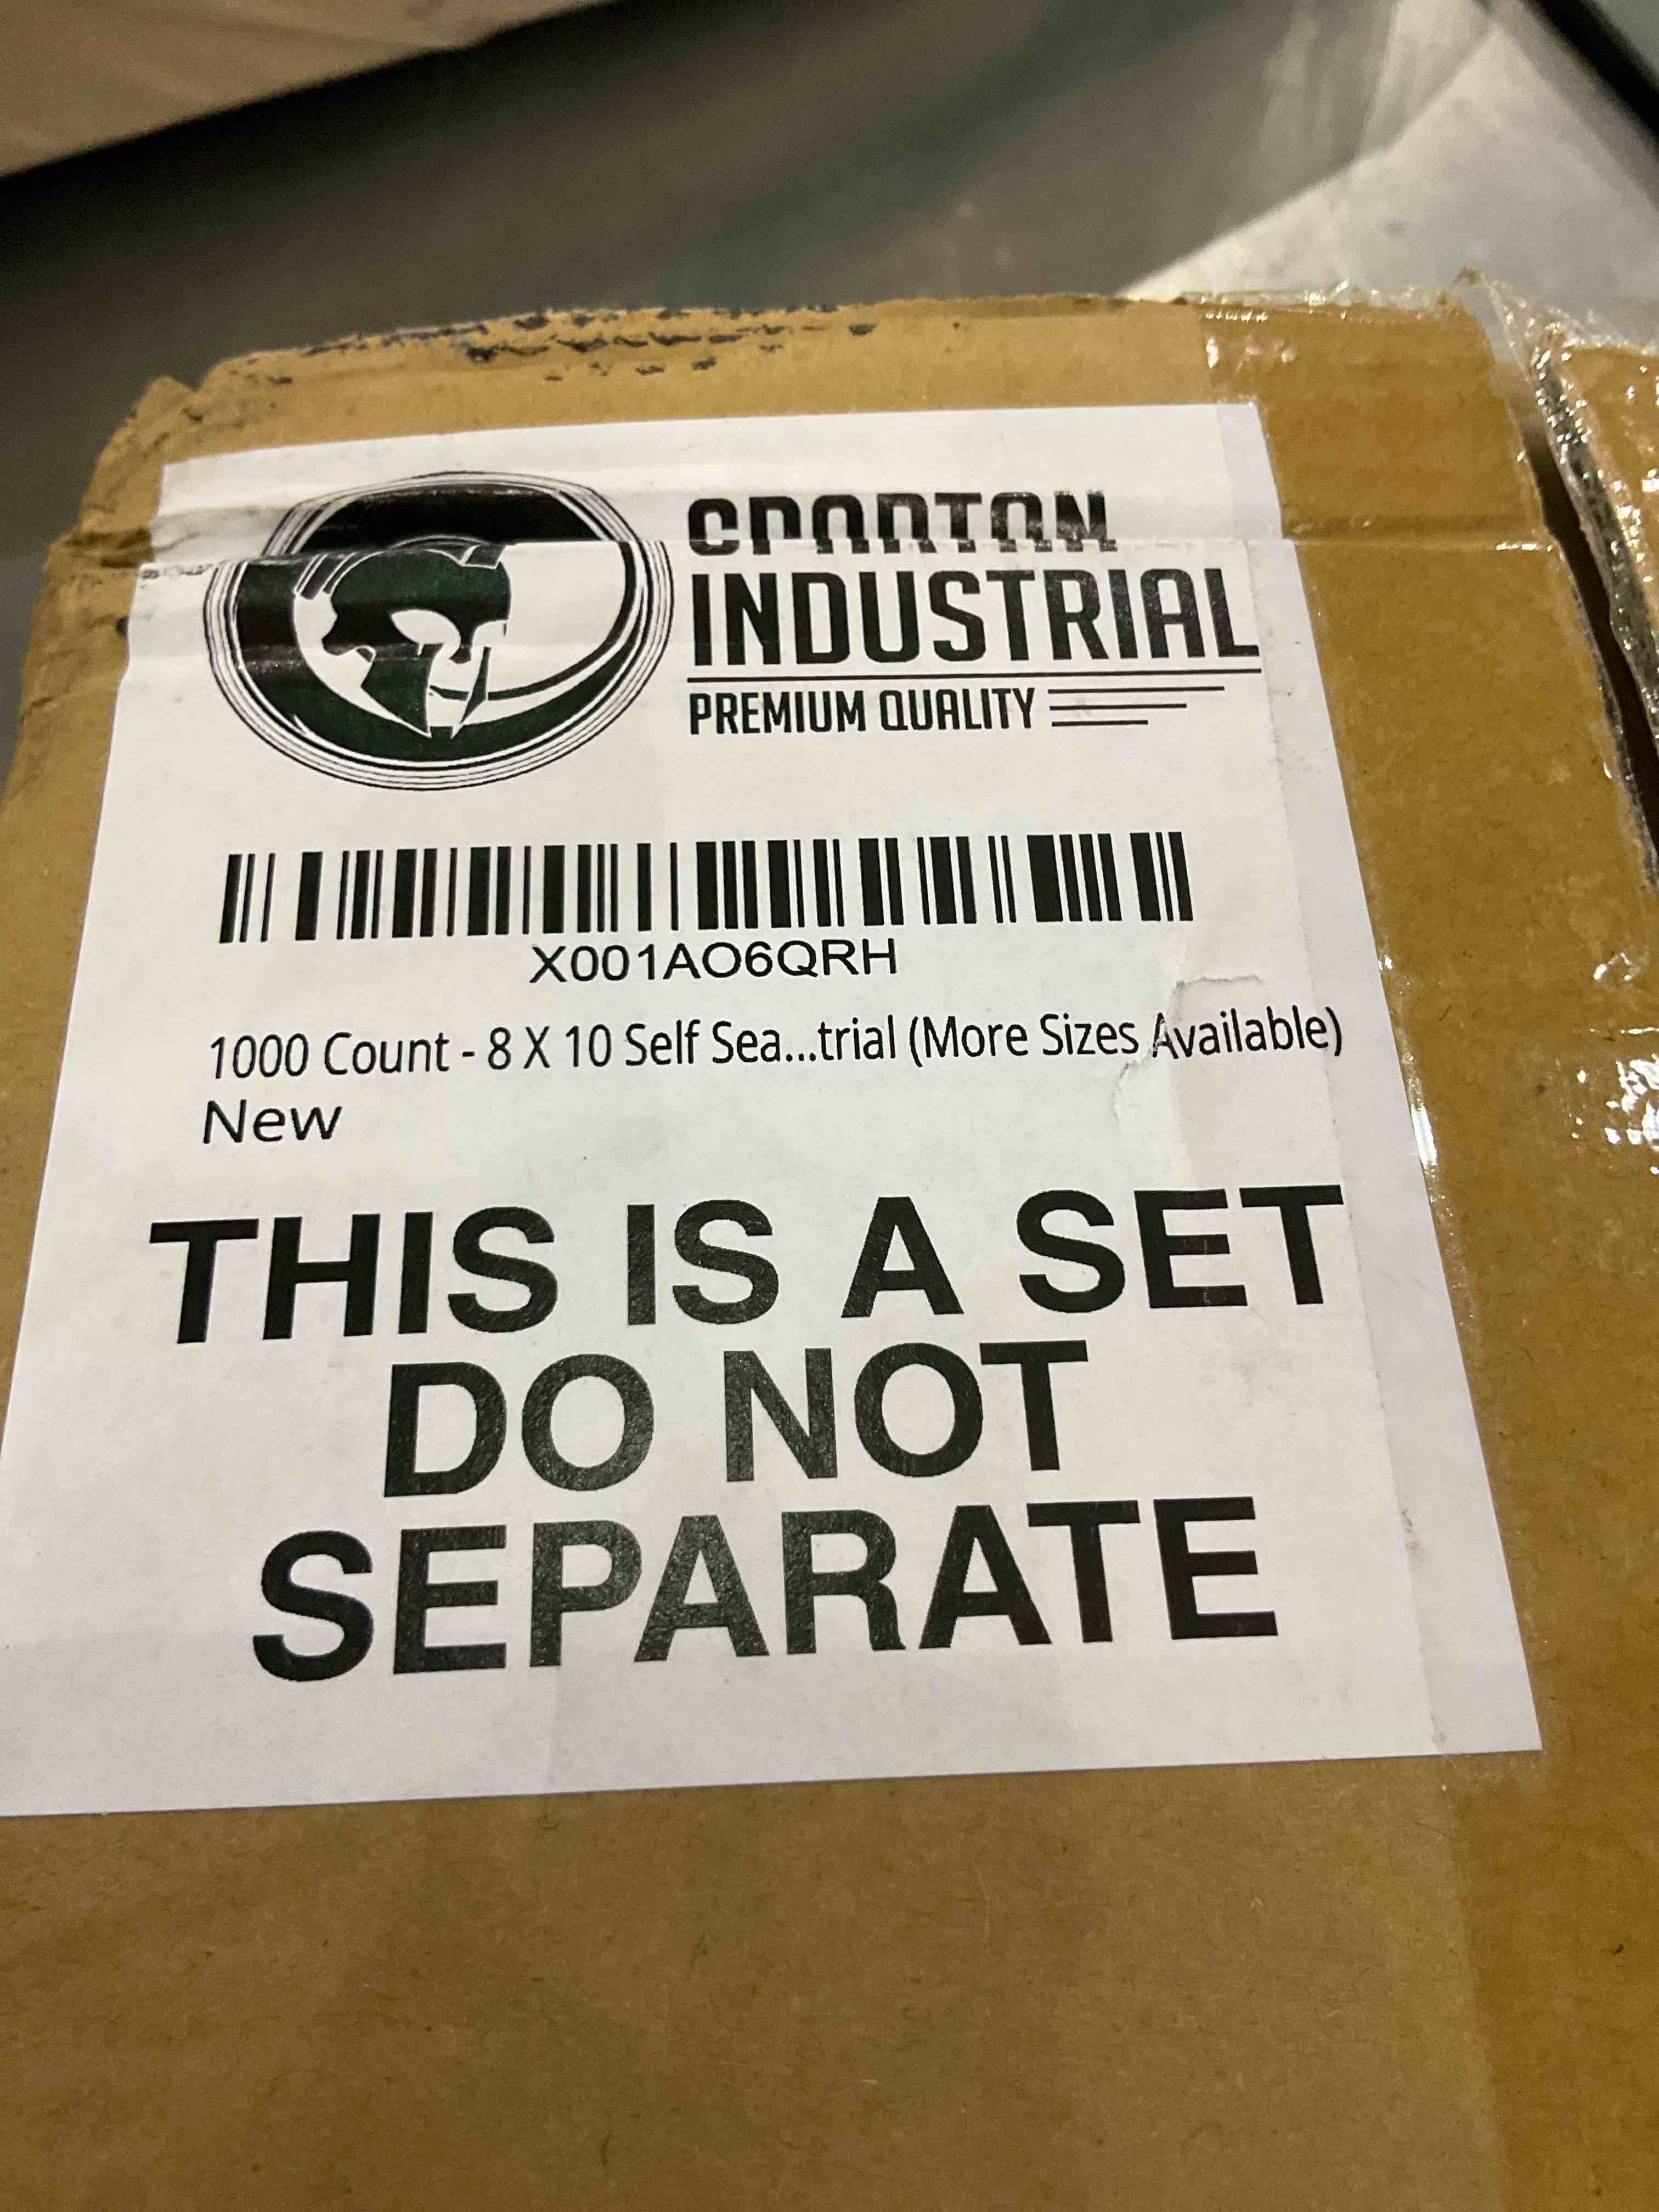 SPARTAN
INDUSTRIAL
PREMIUM QUALITY
X001AO6QRH
1000 Count - 8 X 10 Self Sea...trial (More Sizes Available)
New
THIS IS A SET
DO NOT
SEPARATE